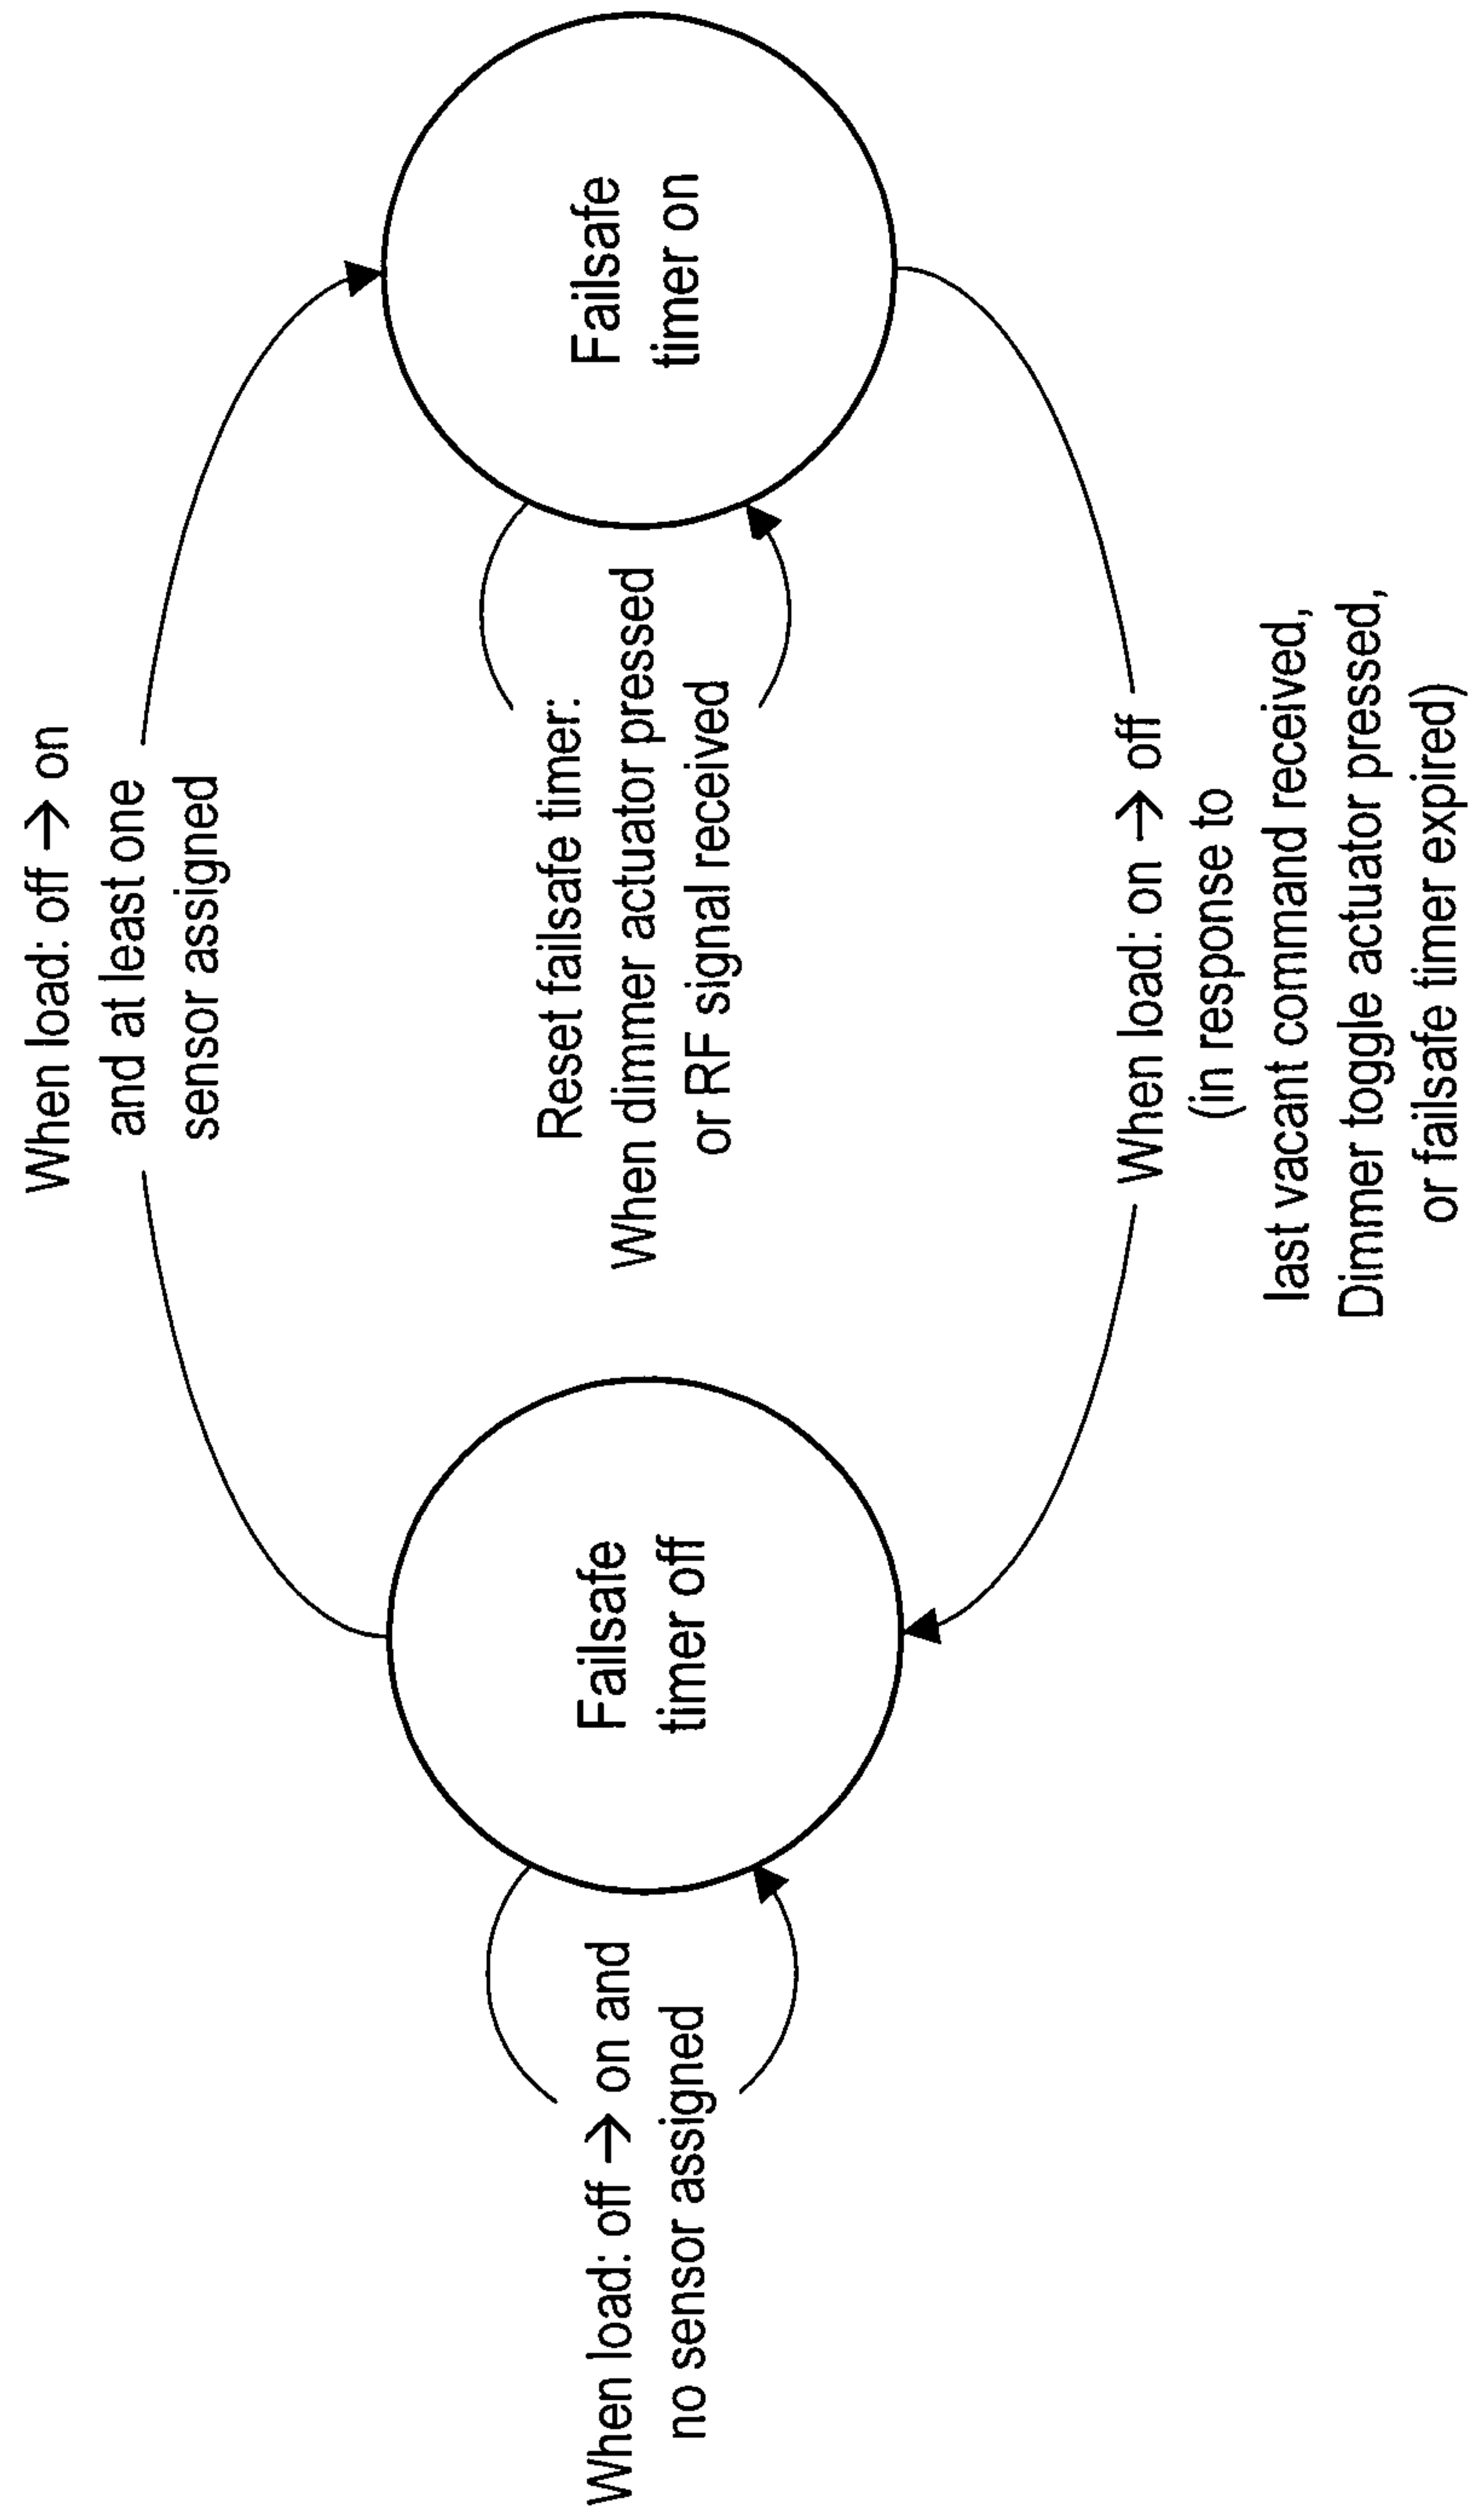 When load: off → on
and at least one
sensor assigned
When load: off → on and
no sensor assigned
Failsafe
timer off
Reset failsafe timer:
When dimmer actuator pressed
or RF signal received
Failsafe
timer on
When load: on → off
(in response to
last vacant command received,
Dimmer toggle actuator pressed,
or failsafe timer expired)